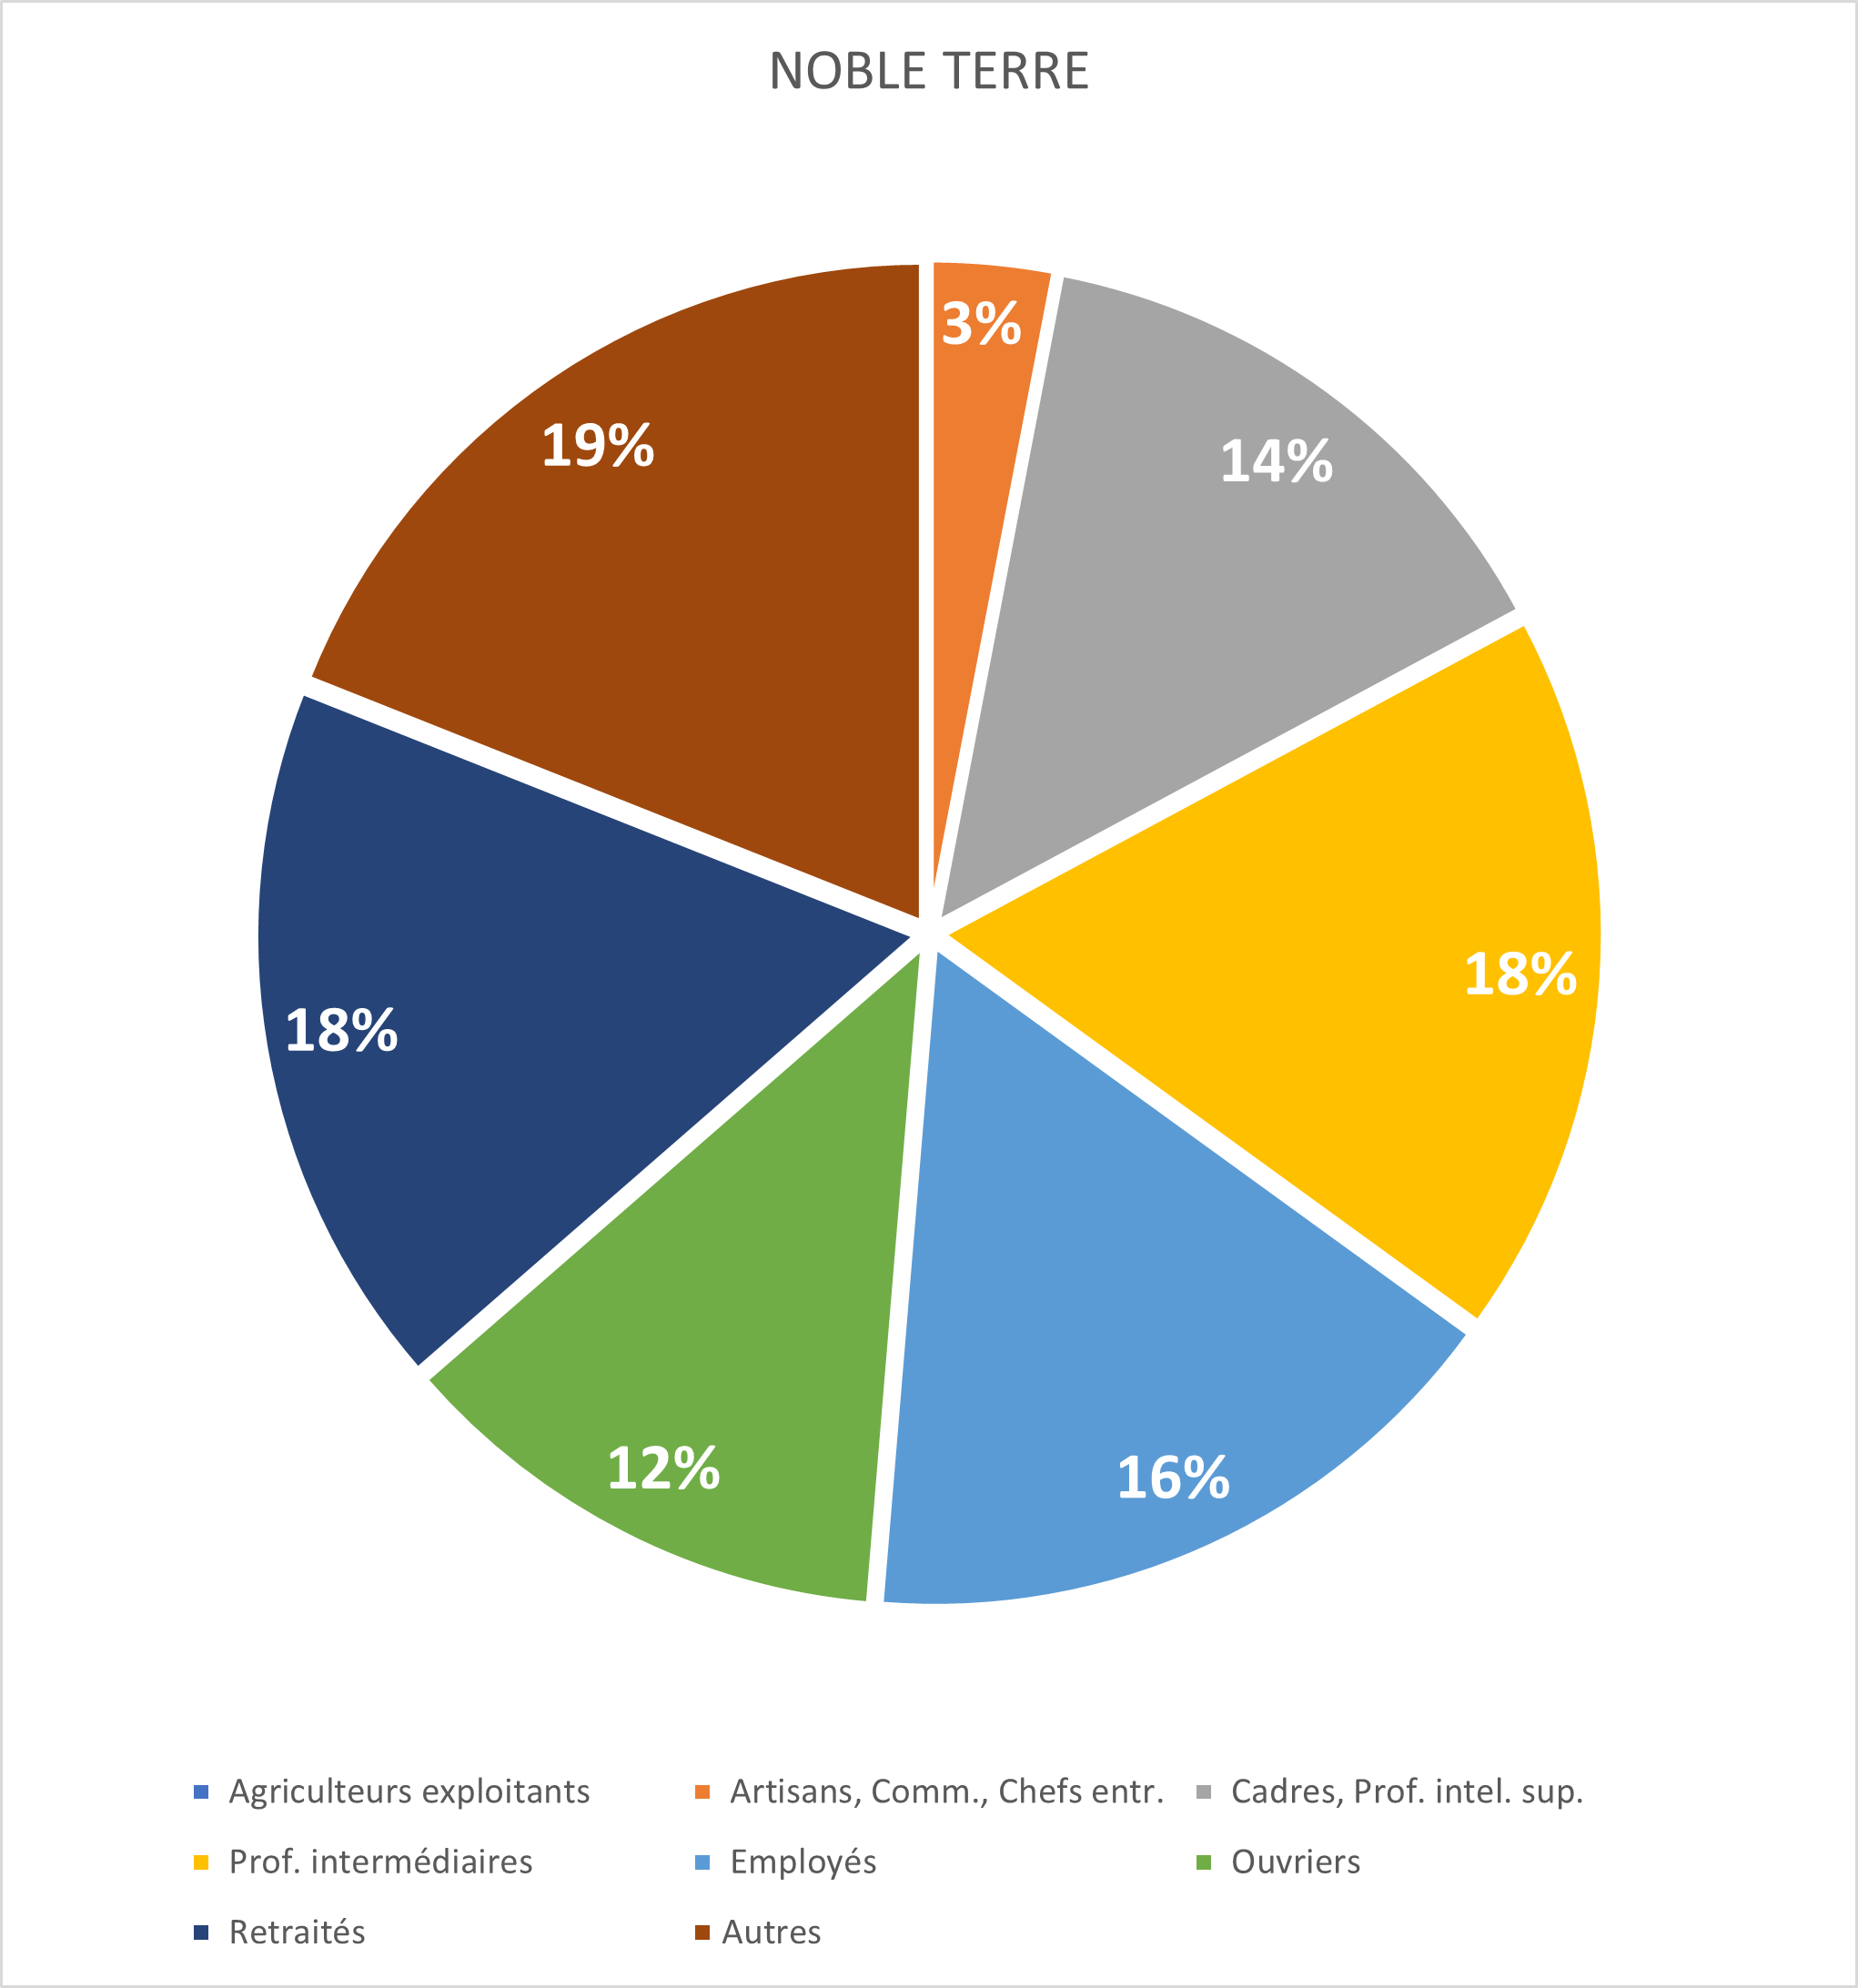 NOBLE TERRE
3%
19%
14%
18%
18%
12%
16%
Agriculteurs exploitants
Artisans, Comm., Chefs entr.
Cadres, Prof. intel. sup.
Prof. intermédiaires
Employés
Ouvriers
Retraités
Autres